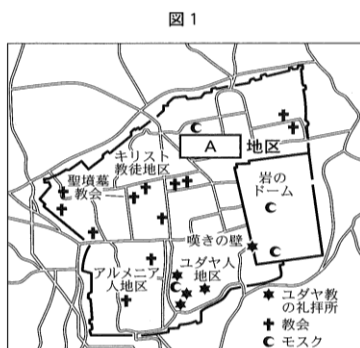 図1
A 地区
キリスト
教徒地区
聖墳墓
教会
岩の
ドーム
嘆きの壁
ユダヤ人
地区
アルメニア
人地区
ユダヤ教
の礼拝所
教会
モスク